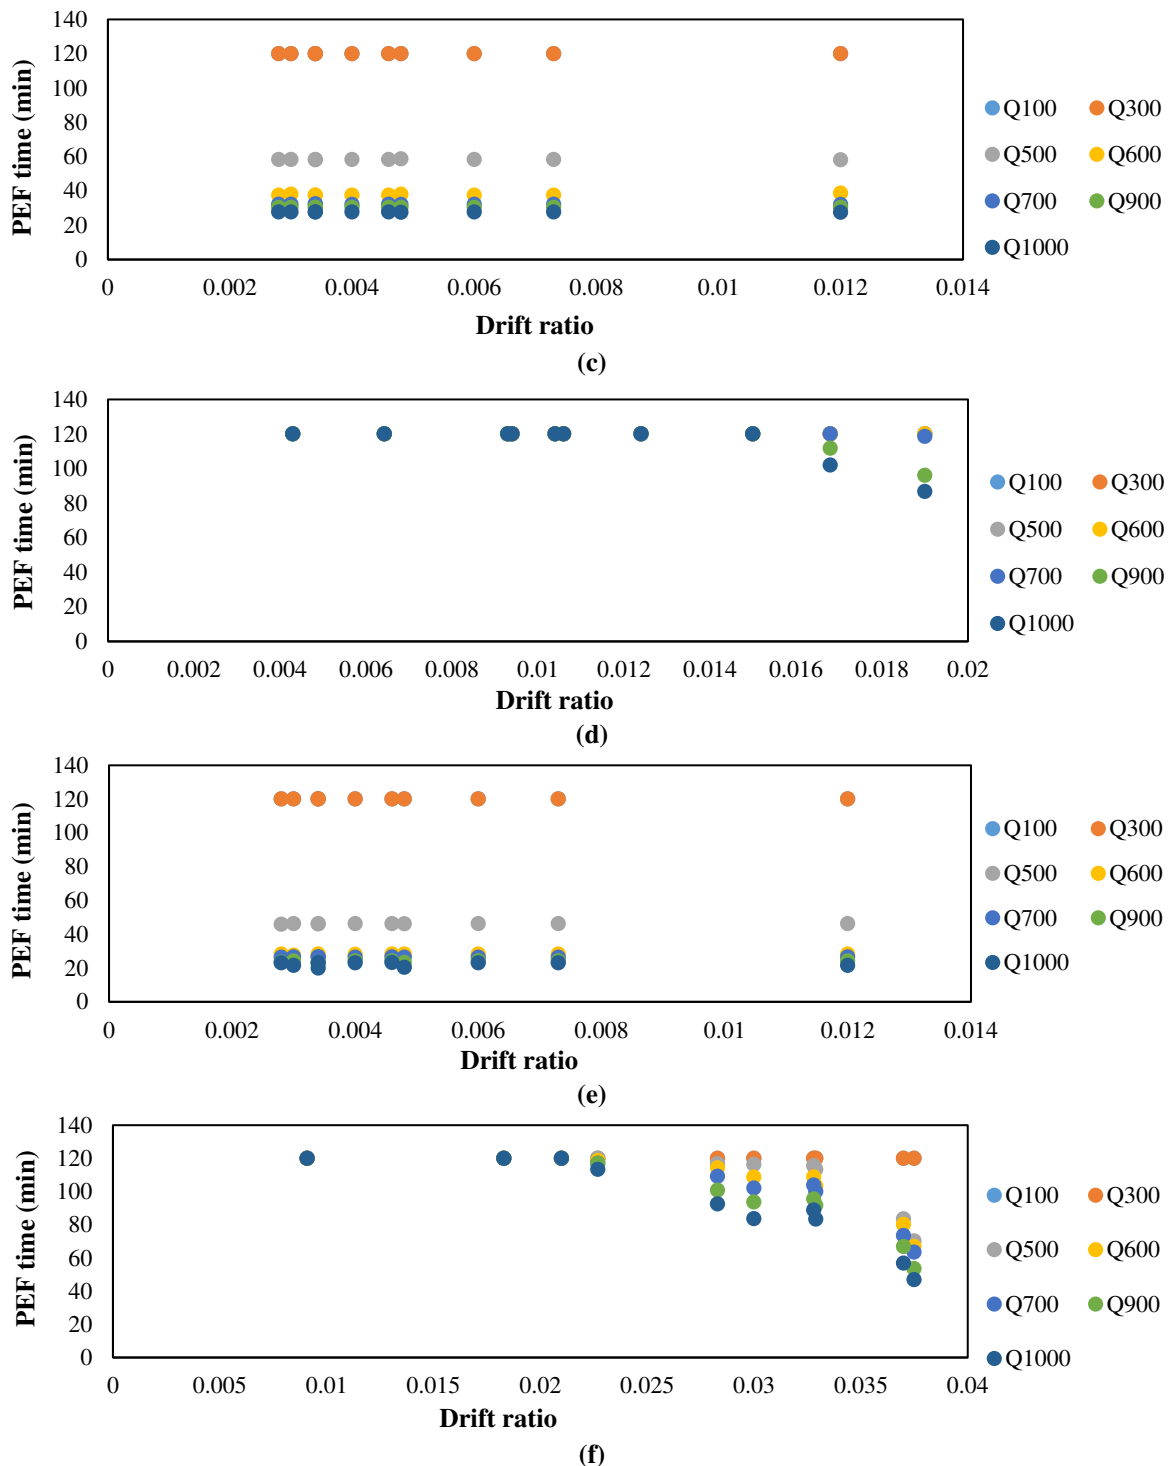 140
120
100
80
60
40
20
0
PEF time (min)
0 0.002 0.004 0.006 0.008 0.01 0.012 0.014
Drift ratio
Q100 Q300
Q500 Q600
Q700 Q900
Q1000
(c)
140
120
100
80
60
40
20
0
PEF time (min)
0 0.002 0.004 0.006 0.008 0.01 0.012 0.014 0.016 0.018 0.02
Drift ratio
Q100 Q300
Q500 Q600
Q700 Q900
Q1000
(d)
140
120
100
80
60
40
20
0
PEF time (min)
0 0.002 0.004 0.006 0.008 0.01 0.012 0.014
Drift ratio
Q100 Q300
Q500 Q600
Q700 Q900
Q1000
(e)
140
120
100
80
60
40
20
0
PEF time (min)
0 0.005 0.01 0.015 0.02 0.025 0.03 0.035 0.04
Drift ratio
Q100 Q300
Q500 Q600
Q700 Q900
Q1000
(f)